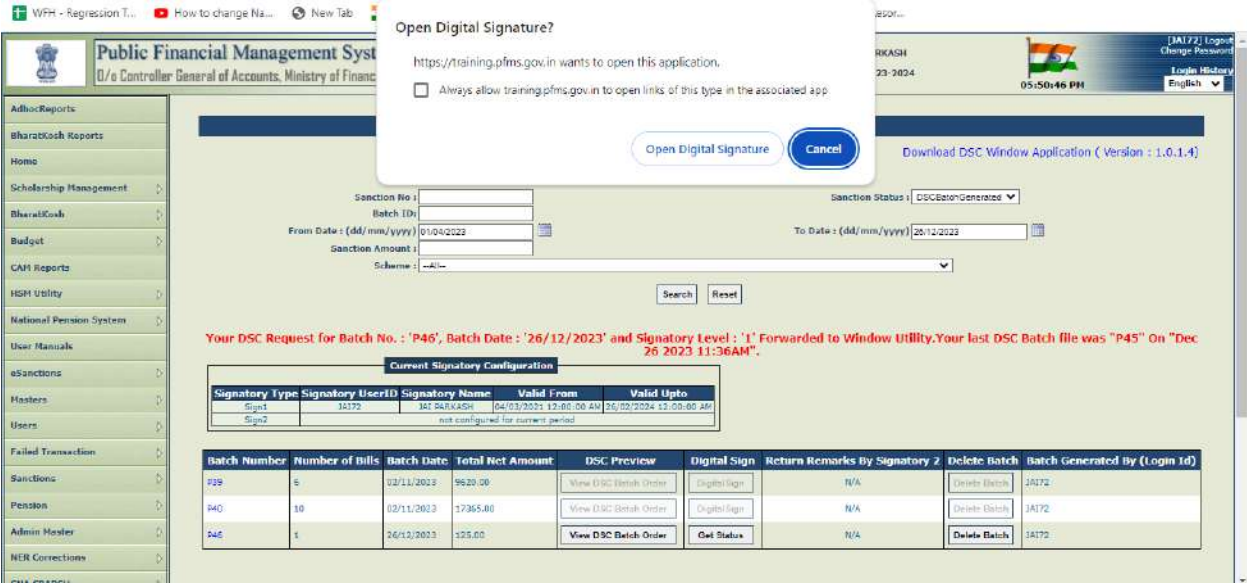 WFH - Regression T...
How to change Na...
New Tab
Open Digital Signature?
https://training.pfms.gov.in wants to open this application.
Always allow training.pfms.gov.in to open links of this type in the associated app
Open Digital Signature
Cancel
Public Financial Management Syst
O/o Controller General of Accounts, Ministry of Financ
RKASH
23-2024
05:50:46 PM
[JAI72] Logout
Change Password
Login History
English
AdhocReports
BharatKosh Reports
Home
Scholarship Management
BharatKosh
Budget
CAM Reports
HSM Utility
National Pension System
User Manuals
eSanctions
Masters
Users
Failed Transaction
Sanctions
Pension
Admin Master
NER Corrections
Download DSC Window Application ( Version : 1.0.1.4)
Sanction No :
Sanction Status : DSCBatchGenerated
Batch ID:
From Date : (dd/mm/yyyy) 01/04/2023
To Date : (dd/mm/yyyy) 26/12/2023
Sanction Amount :
Scheme : --All--
Search Reset
Your DSC Request for Batch No. : 'P46', Batch Date : '26/12/2023' and Signatory Level : '1' Forwarded to Window Utility.Your last DSC Batch file was "P45" On "Dec
26 2023 11:36AM".
Current Signatory Configuration
Signatory Type Signatory UserID Signatory Name Valid From Valid Upto
Sign1 JAI72 JAI PARKASH 04/03/2021 12:00:00 AM 26/02/2024 12:00:00 AM
Sign2 not configured for current period
Batch Number Number of Bills Batch Date Total Net Amount DSC Preview Digital Sign Return Remarks By Signatory 2 Delete Batch Batch Generated By (Login Id)
P39 6 02/11/2023 9620.00 View DSC Batch Order Digital Sign N/A Delete Batch JAI72
P40 10 02/11/2023 17365.00 View DSC Batch Order Digital Sign N/A Delete Batch JAI72
P46 1 26/12/2023 125.00 View DSC Batch Order Get Status N/A Delete Batch JAI72